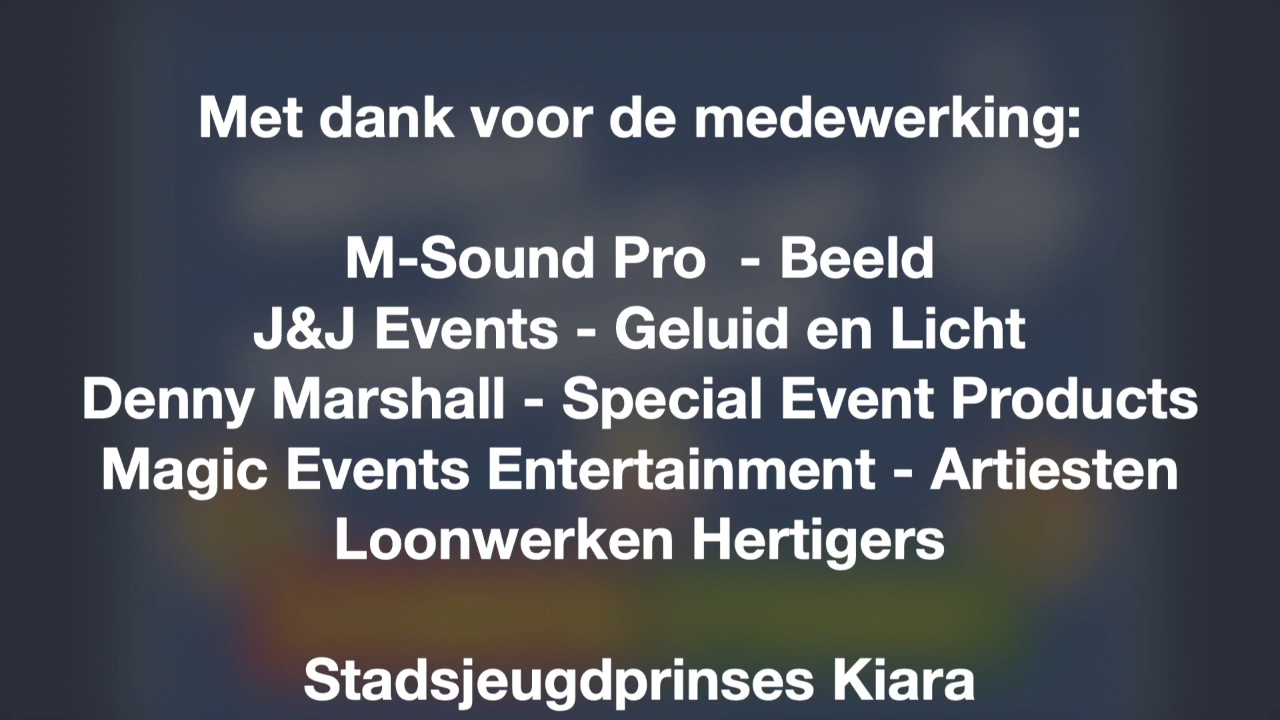 Met dank voor de medewerking:
M-Sound Pro  - Beeld
J&J Events - Geluid en Licht
Denny Marshall - Special Event Products
Magic Events Entertainment - Artiesten
Loonwerken Hertigers
Stadsjeugdprinses Kiara